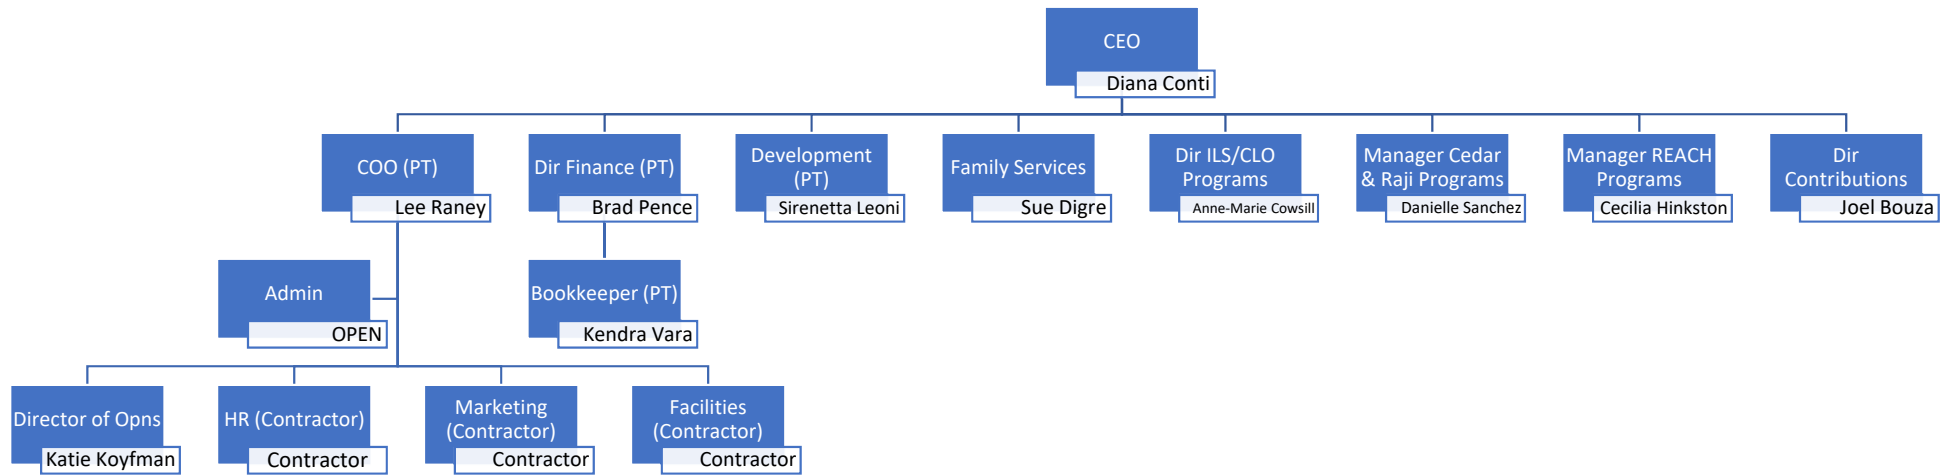 CEO
Diana Conti
COO (PT)
Lee Raney
Dir Finance (PT)
Brad Pence
Development
(PT)
Sirenetta Leoni
Family Services
Sue Digre
Dir ILS/CLO
Programs
Anne-Marie Cowsill
Manager Cedar
& Raji Programs
Danielle Sanchez
Manager REACH
Programs
Cecilia Hinkston
Dir
Contributions
Joel Bouza
Admin
OPEN
Bookkeeper (PT)
Kendra Vara
Director of Opns
Katie Koyfman
HR (Contractor)
Contractor
Marketing
(Contractor)
Contractor
Facilities
(Contractor)
Contractor